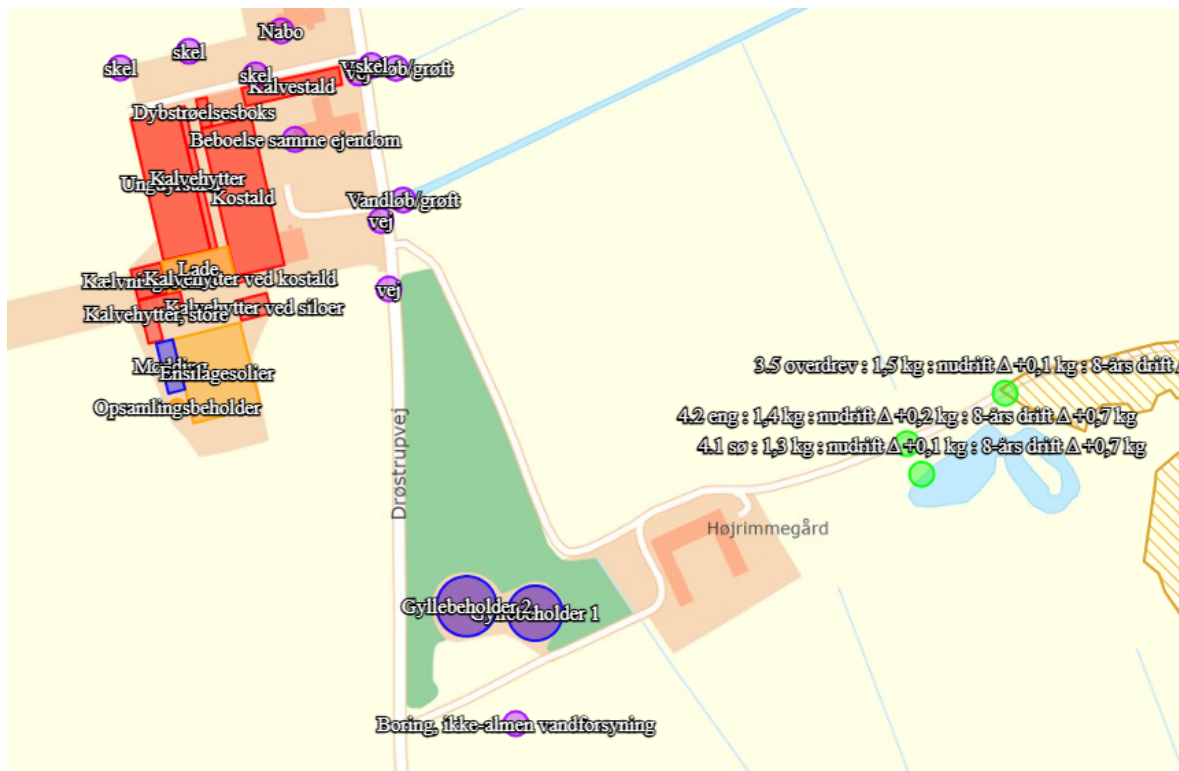 Nabo
skel
skel
skel
skel
vej
løb/grøft
Kalvestald
Dybstrøelsesboks
Beboelse samme ejendom
Kalvehytter
Kostald
Vandløb/grøft
vej
Lade
Kalvehytter ved kostald
vej
Kalvehytter ved siloer
Kalvehytter, store
Ensilagesolier
Opsamlingsbeholder
3.5 overdrev : 1,5 kg : nudrift Δ +0,1 kg : 8-års drift Δ
4.2 eng : 1,4 kg : nudrift Δ +0,2 kg : 8-års drift Δ +0,7 kg
4.1 sø : 1,3 kg : nudrift Δ +0,1 kg : 8-års drift Δ +0,7 kg
Drøstrupvej
Højrimmegård
Gyllebeholder 2
Gyllebeholder 1
Boring, ikke-almen vandforsyning